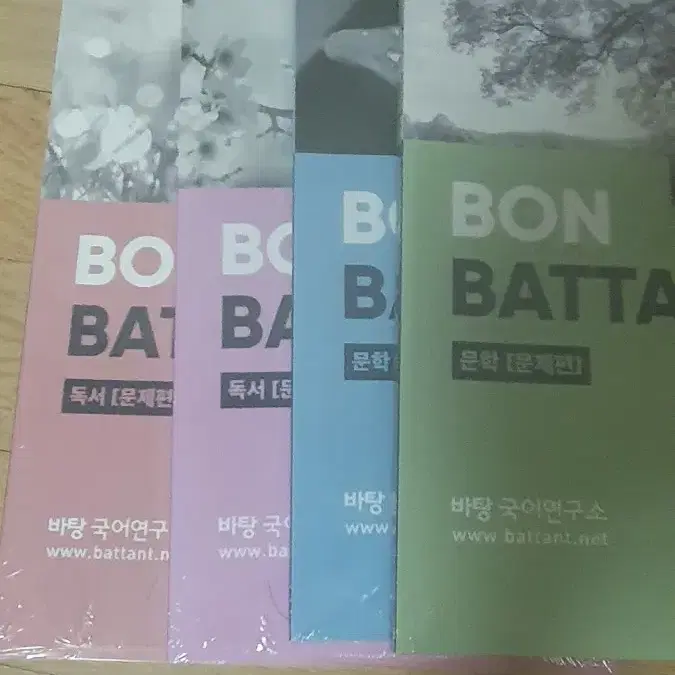 BO
BAT
독서 [문제편
바탕 국어연구
www.battant.n
BO
BA
독서 [문
바탕 국어
www.batt
BO
BA
문학
바탕
www.
BON
BATTA
문학 [문제편]
바탕 국어연구소
www.battant.net